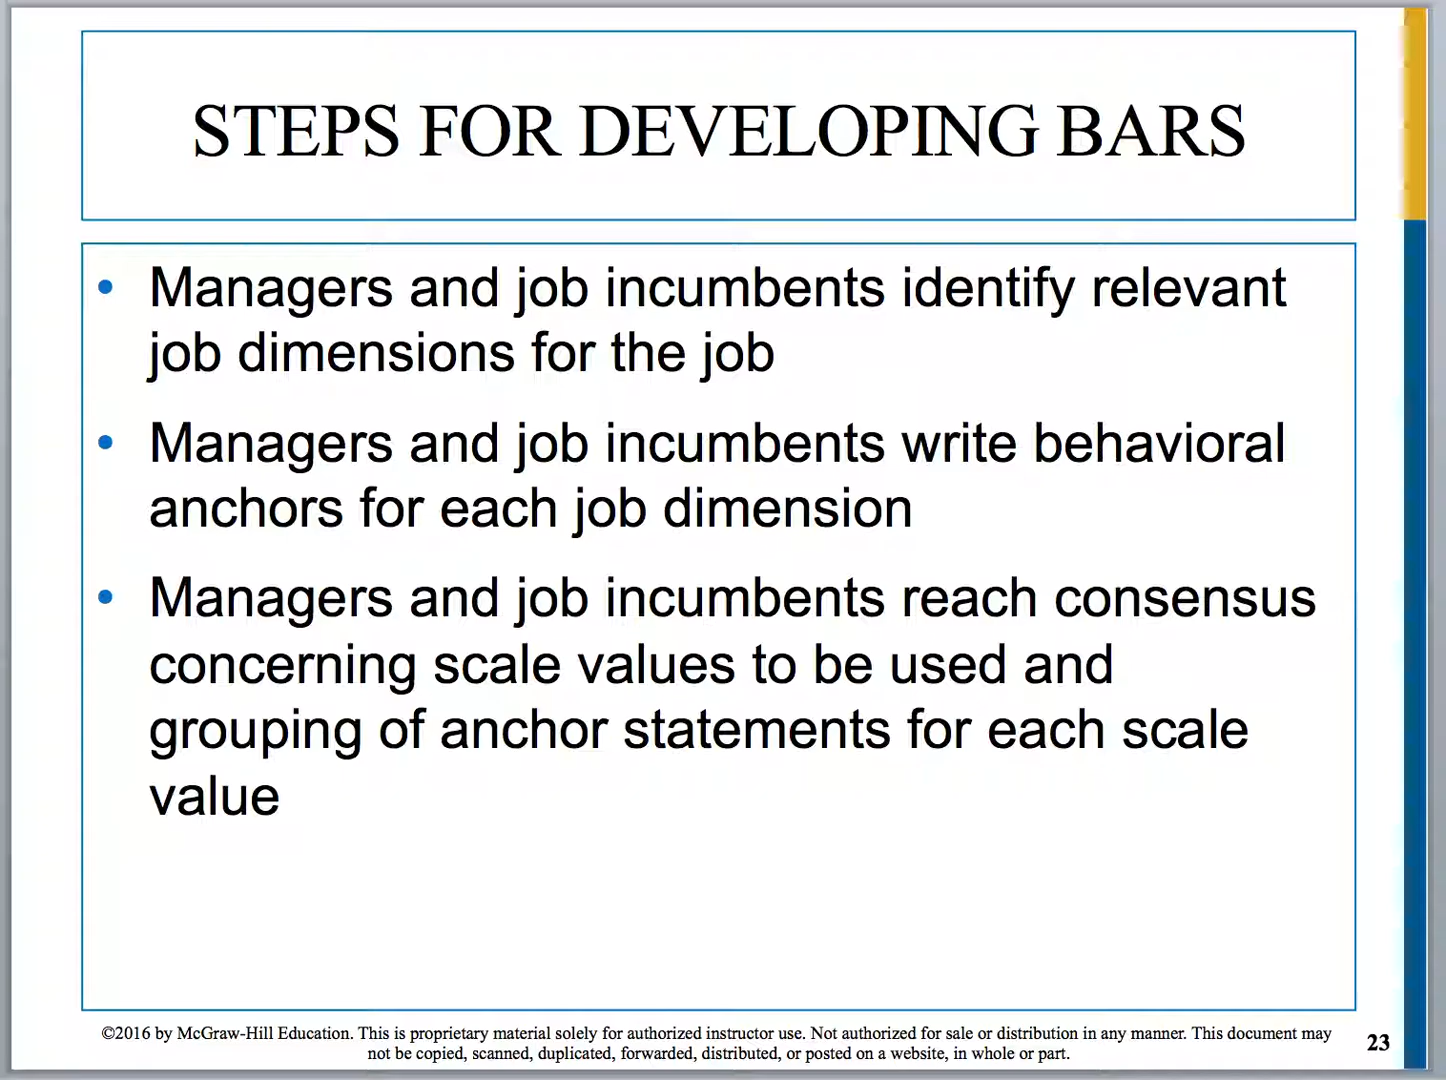 STEPS FOR DEVELOPING BARS
• Managers and job incumbents identify relevant
job dimensions for the job
• Managers and job incumbents write behavioral
anchors for each job dimension
• Managers and job incumbents reach consensus
concerning scale values to be used and
grouping of anchor statements for each scale
value
©2016 by McGraw-Hill Education. This is proprietary material solely for authorized instructor use. Not authorized for sale or distribution in any manner. This document may
not be copied, scanned, duplicated, forwarded, distributed, or posted on a website, in whole or part.
23